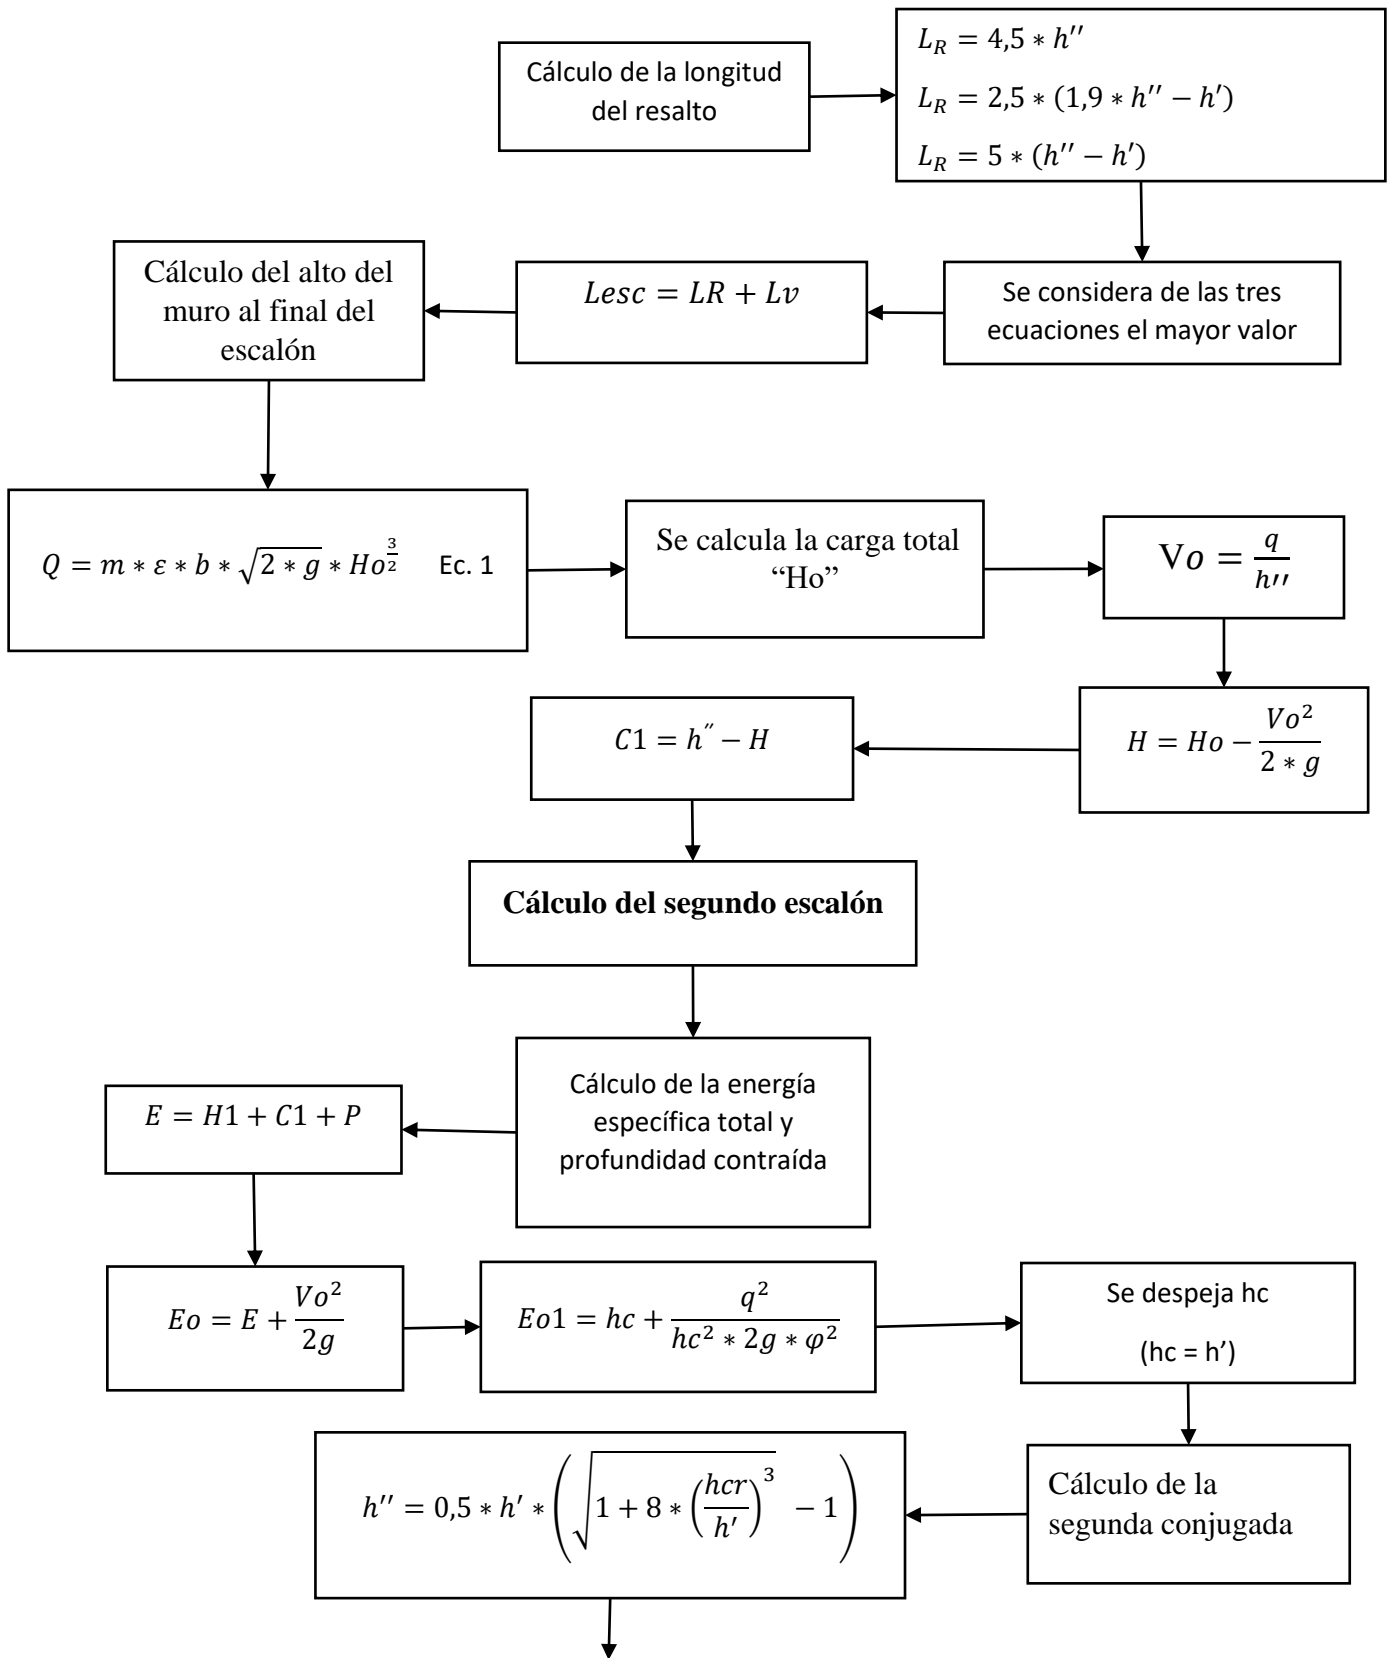 Cálculo de la longitud
del resalto
L_R = 4,5 ∗ h′′
L_R = 2,5 ∗ (1,9 ∗ h′′ − h′)
L_R = 5 ∗ (h′′ − h′)
Se considera de las tres
ecuaciones el mayor valor
Lesc = LR + Lv
Cálculo del alto del
muro al final del
escalón
Q = m ∗ ε ∗ b ∗ √(2 ∗ g) ∗ Ho^(3/2) Ec. 1
Se calcula la carga total
“Ho”
Vo = q/h′′
H = Ho − Vo²/(2 ∗ g)
C1 = h″ − H
Cálculo del segundo escalón
Cálculo de la energía
específica total y
profundidad contraída
E = H1 + C1 + P
Eo = E + Vo²/2g
Eo1 = hc + q²/(hc² ∗ 2g ∗ φ²)
Se despeja hc
(hc = h’)
Cálculo de la
segunda conjugada
h′′ = 0,5 ∗ h′ ∗ (√(1 + 8 ∗ (hcr/h′)³) − 1)